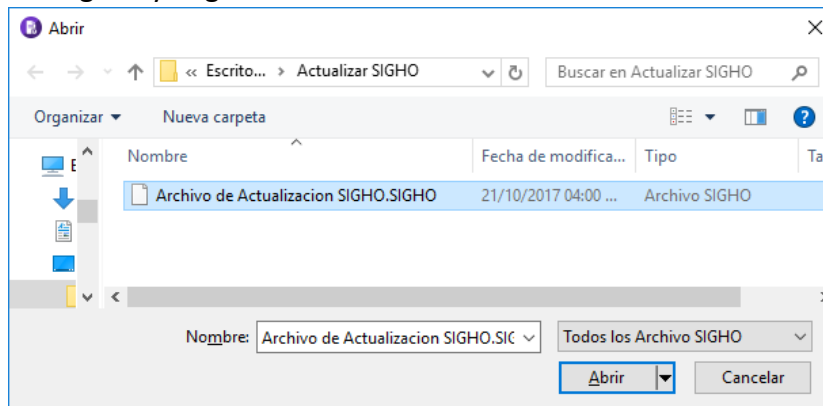 Abrir
« Escrito... > Actualizar SIGHO
Buscar en Actualizar SIGHO
Organizar
Nueva carpeta
Nombre
Fecha de modifica...
Tipo
Ta
E
Archivo de Actualizacion SIGHO.SIGHO
21/10/2017 04:00 ...
Archivo SIGHO
Nombre:
Archivo de Actualizacion SIGHO.SIG
Todos los Archivo SIGHO
Abrir
Cancelar